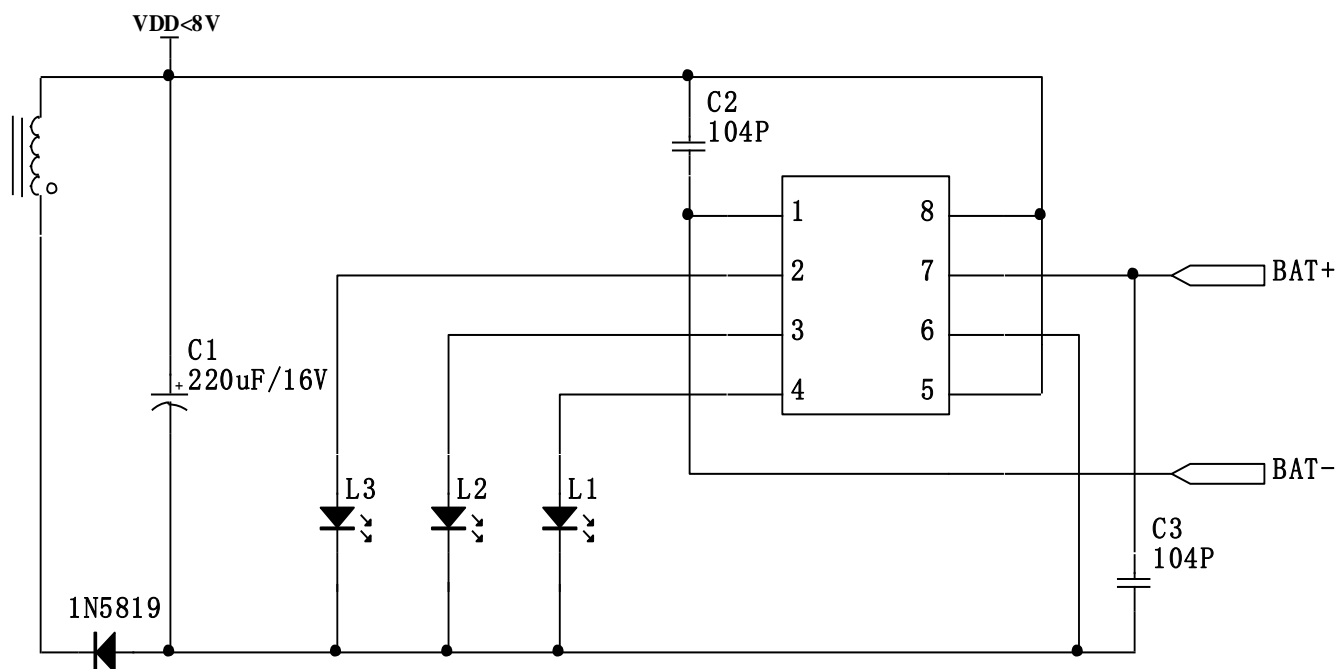 VDD<8V
C2
104P
1
8
2
7
BAT+
3
6
C1
+
220uF/16V
4
5
BAT-
L3
L2
L1
C3
104P
1N5819